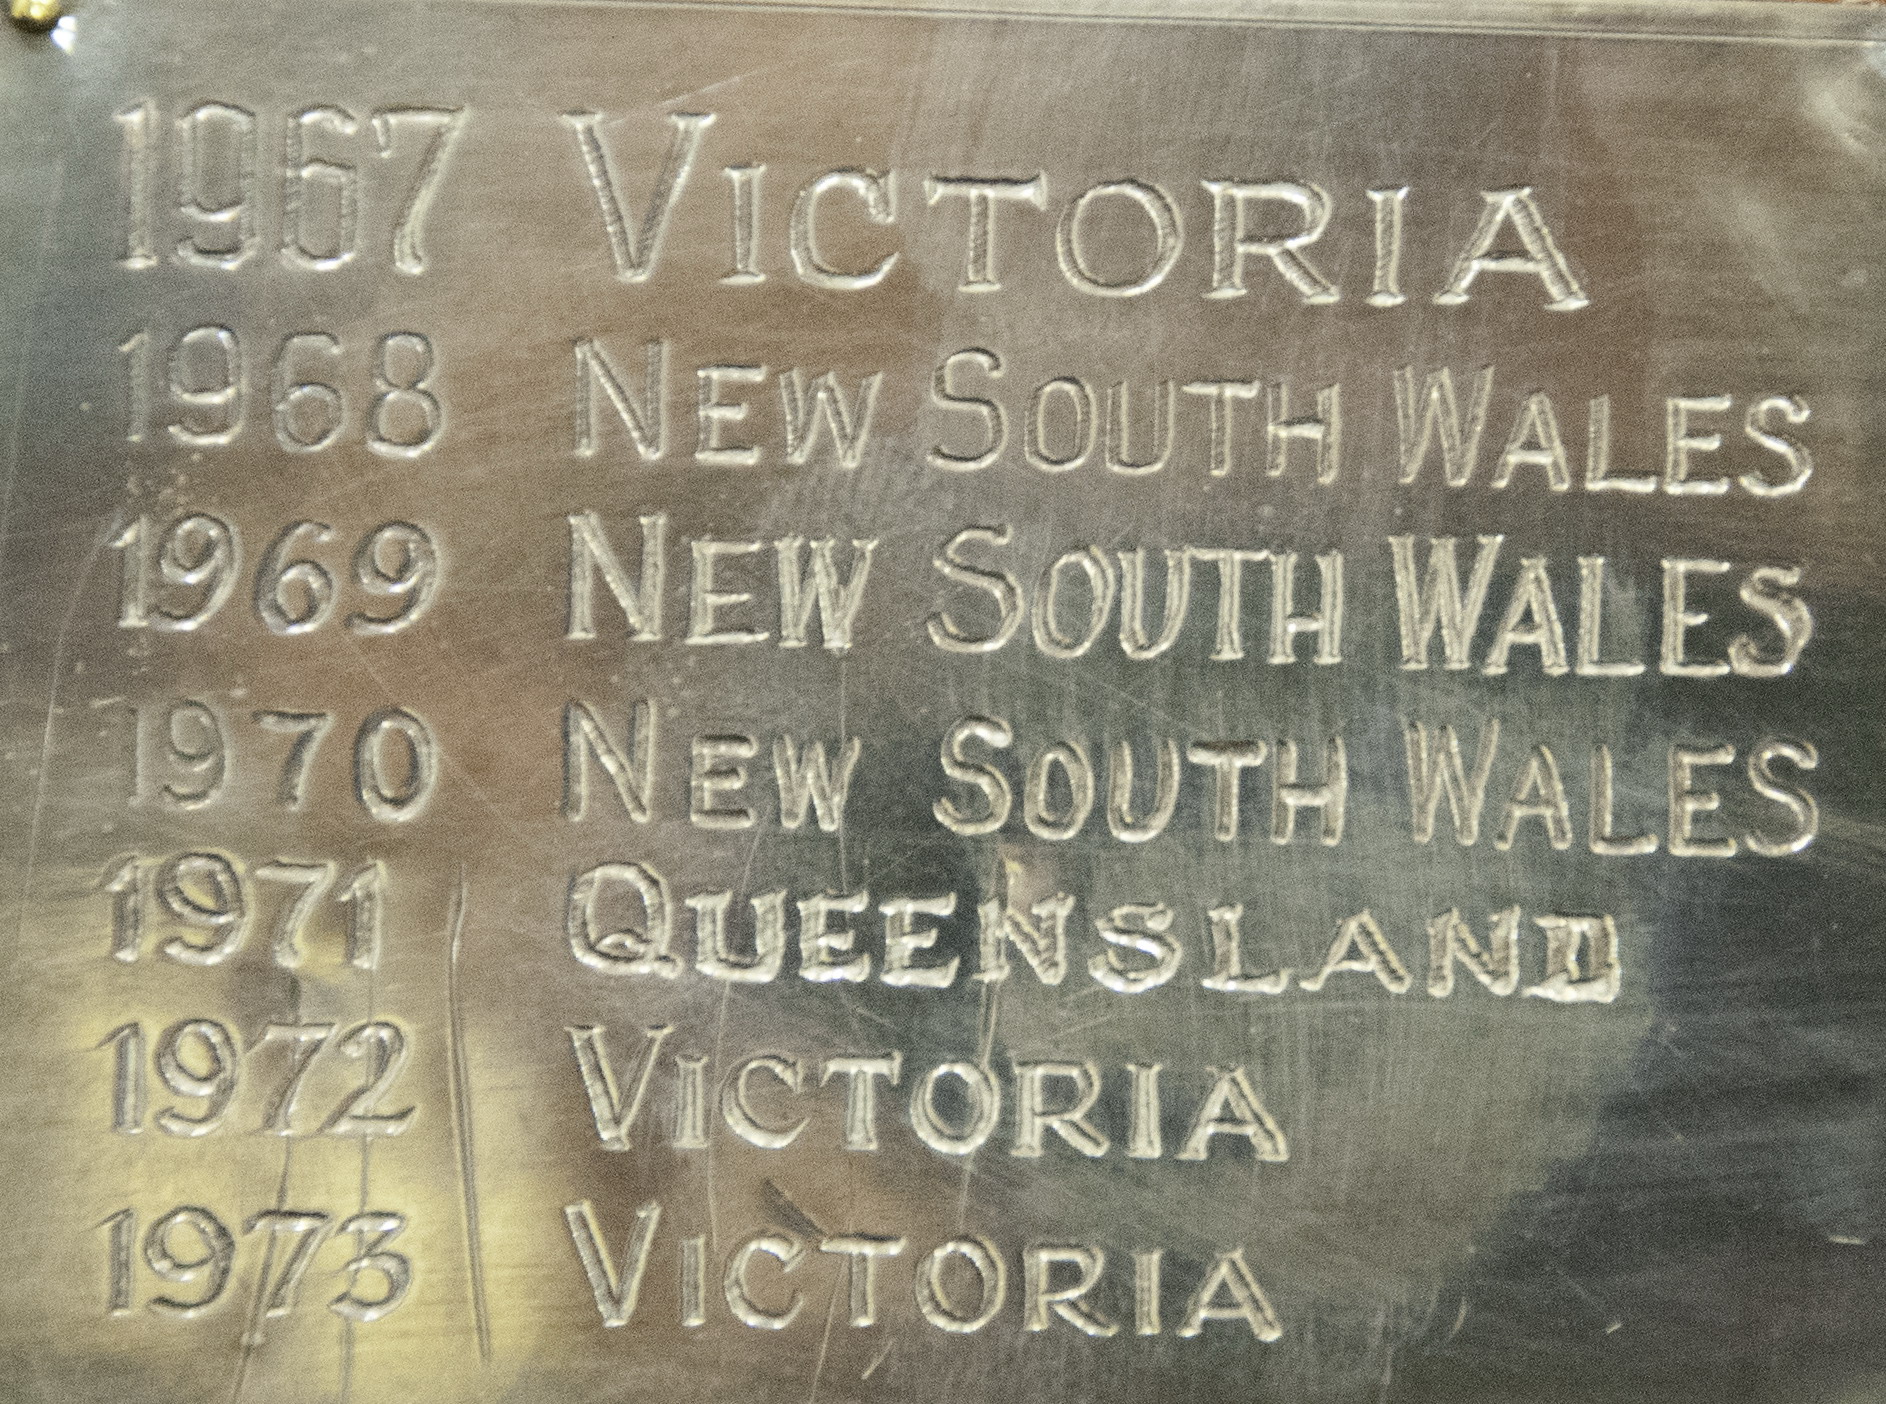 1967 VICTORIA
1968 NEW SOUTH WALES
1969 NEW SOUTH WALES
1970 NEW SOUTH WALES
1971 QUEENSLAND
1972 VICTORIA
1973 VICTORIA